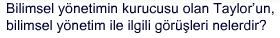 Bilimsel yönetimin kurucusu olan Taylor’un,
bilimsel yönetim ile ilgili görüşleri nelerdir?